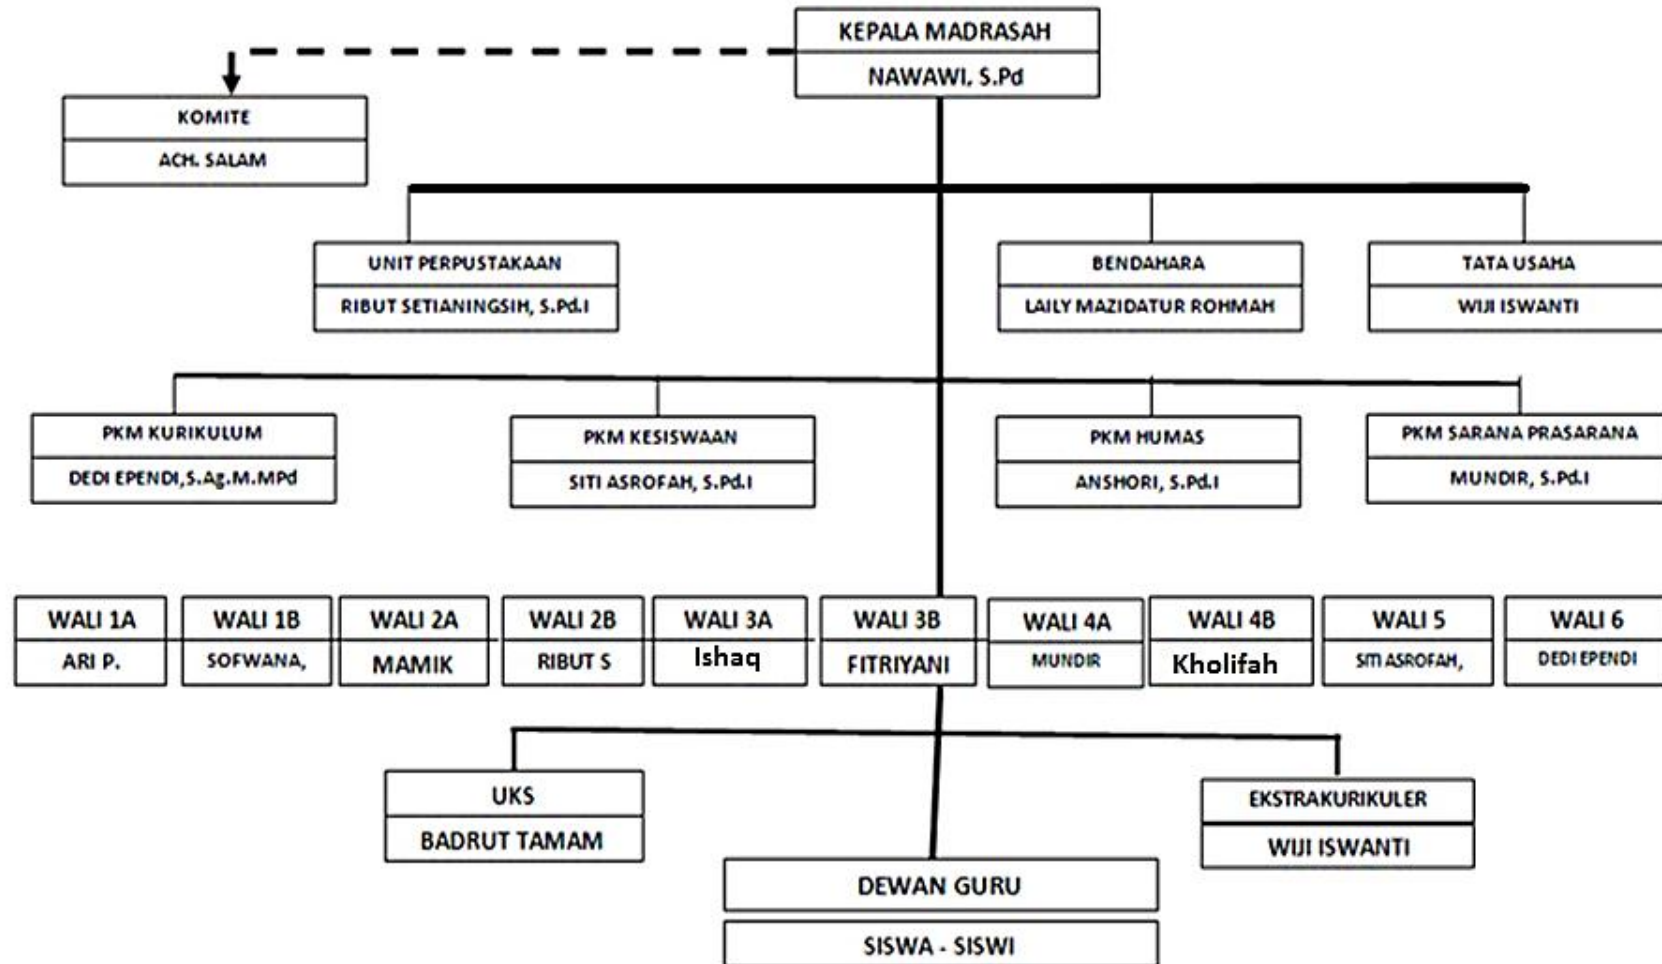 KEPALA MADRASAH
NAWAWI, S.Pd
KOMITE
ACH. SALAM
UNIT PERPUSTAKAAN
RIBUT SETIANINGSIH, S.Pd.I
BENDAHARA
LAILY MAZIDATUR ROHMAH
TATA USAHA
WIJI ISWANTI
PKM KURIKULUM
DEDI EPENDI,S.Ag.M.MPd
PKM KESISWAAN
SITI ASROFAH, S.Pd.I
PKM HUMAS
ANSHORI, S.Pd.I
PKM SARANA PRASARANA
MUNDIR, S.Pd.I
WALI 1A
ARI P.
WALI 1B
SOFWANA,
WALI 2A
MAMIK
WALI 2B
RIBUT S
WALI 3A
Ishaq
WALI 3B
FITRIYANI
WALI 4A
MUNDIR
WALI 4B
Kholifah
WALI 5
SITI ASROFAH,
WALI 6
DEDI EPENDI
UKS
BADRUT TAMAM
EKSTRAKURIKULER
WIJI ISWANTI
DEWAN GURU
SISWA - SISWI